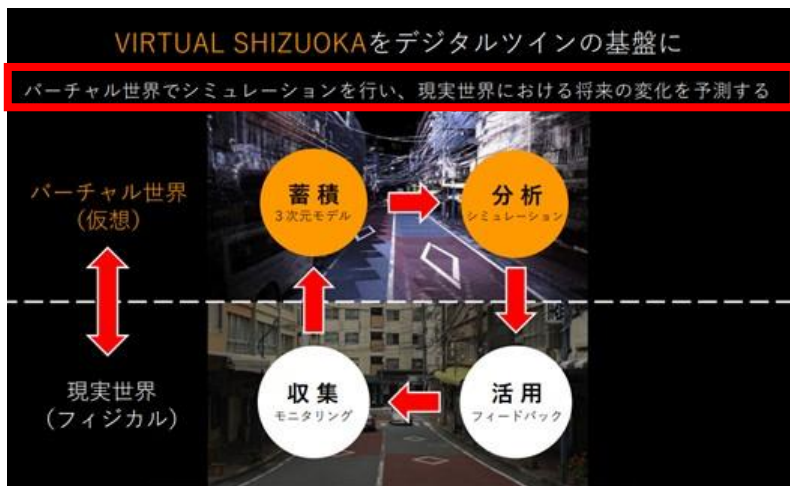 VIRTUAL SHIZUOKAをデジタルツインの基盤に
バーチャル世界でシミュレーションを行い、現実世界における将来の変化を予測する
バーチャル世界
(仮想)
蓄積
3次元モデル
分析
シミュレーション
現実世界
(フィジカル)
収集
モニタリング
活用
フィードバック